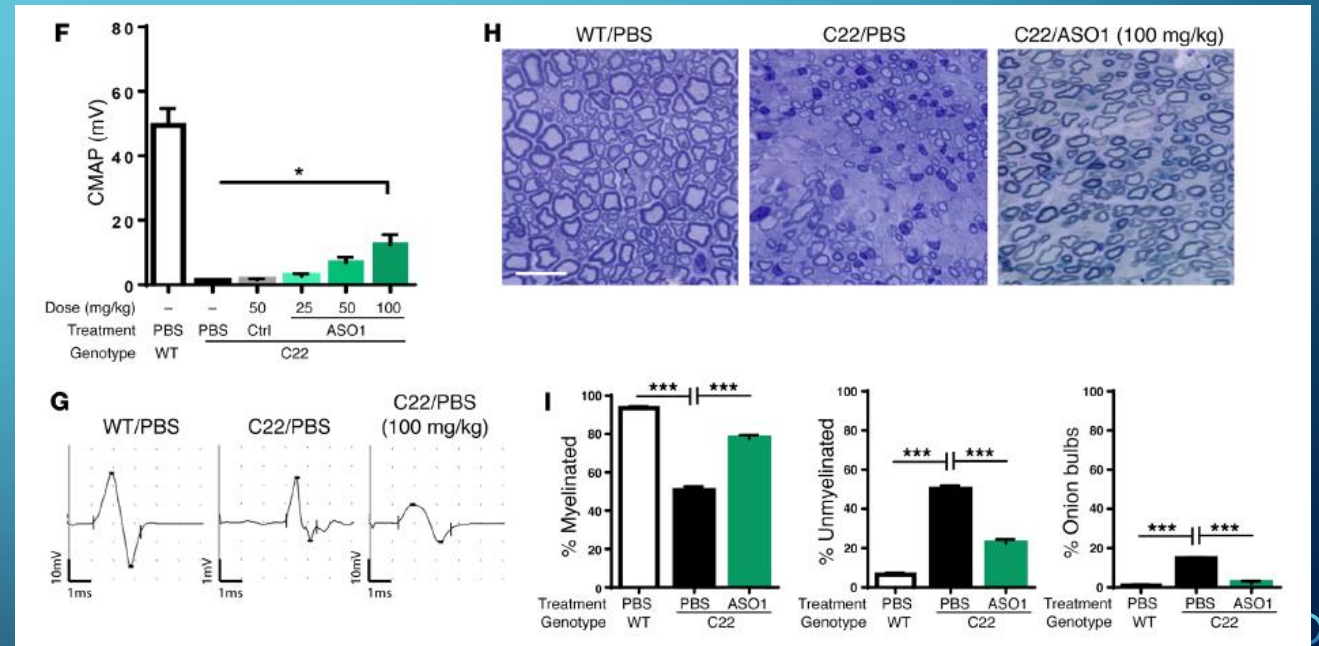 F
80
60
40
20
0
CMAP (mV)
*
Dose (mg/kg) – – 50 25 50 100
Treatment PBS PBS Ctrl ASO1
Genotype WT C22
H
WT/PBS C22/PBS C22/ASO1 (100 mg/kg)
G
WT/PBS C22/PBS C22/PBS
(100 mg/kg)
10mV 1mV 10mV
1ms 1ms 1ms
I
% Myelinated
100
80
60
40
20
0
*** ***
Treatment PBS PBS ASO1
Genotype WT C22
% Unmyelinated
100
80
60
40
20
0
*** ***
Treatment PBS PBS ASO1
Genotype WT C22
% Onion bulbs
100
80
60
40
20
0
*** ***
Treatment PBS PBS ASO1
Genotype WT C22